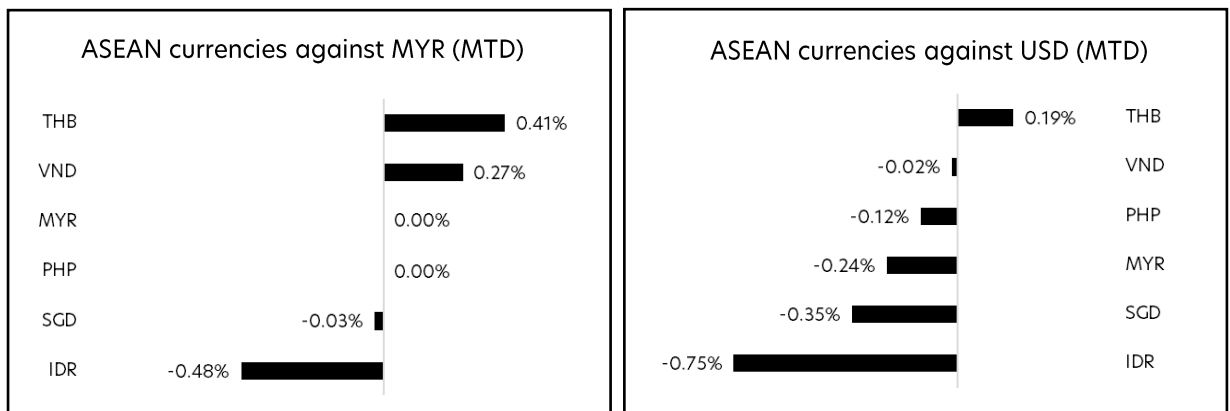 ASEAN currencies against MYR (MTD)
THB 0.41%
VND 0.27%
MYR 0.00%
PHP 0.00%
SGD -0.03%
IDR -0.48%
ASEAN currencies against USD (MTD)
0.19% THB
-0.02% VND
-0.12% PHP
-0.24% MYR
-0.35% SGD
-0.75% IDR